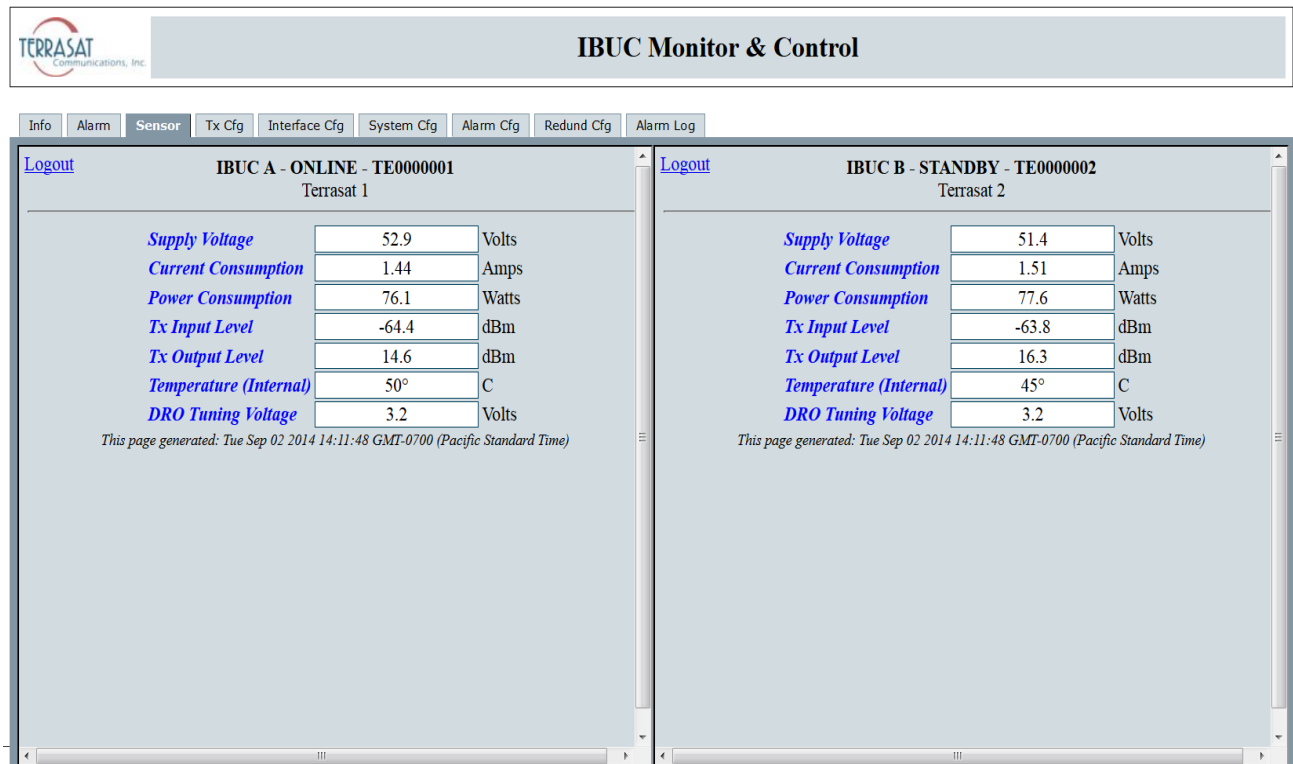 TERRASAT
Communications, Inc.
IBUC Monitor & Control
Info Alarm Sensor Tx Cfg Interface Cfg System Cfg Alarm Cfg Redund Cfg Alarm Log
Logout
IBUC A - ONLINE - TE0000001
Terrasat 1
Supply Voltage 52.9 Volts
Current Consumption 1.44 Amps
Power Consumption 76.1 Watts
Tx Input Level -64.4 dBm
Tx Output Level 14.6 dBm
Temperature (Internal) 50° C
DRO Tuning Voltage 3.2 Volts
This page generated: Tue Sep 02 2014 14:11:48 GMT-0700 (Pacific Standard Time)
Logout
IBUC B - STANDBY - TE0000002
Terrasat 2
Supply Voltage 51.4 Volts
Current Consumption 1.51 Amps
Power Consumption 77.6 Watts
Tx Input Level -63.8 dBm
Tx Output Level 16.3 dBm
Temperature (Internal) 45° C
DRO Tuning Voltage 3.2 Volts
This page generated: Tue Sep 02 2014 14:11:48 GMT-0700 (Pacific Standard Time)